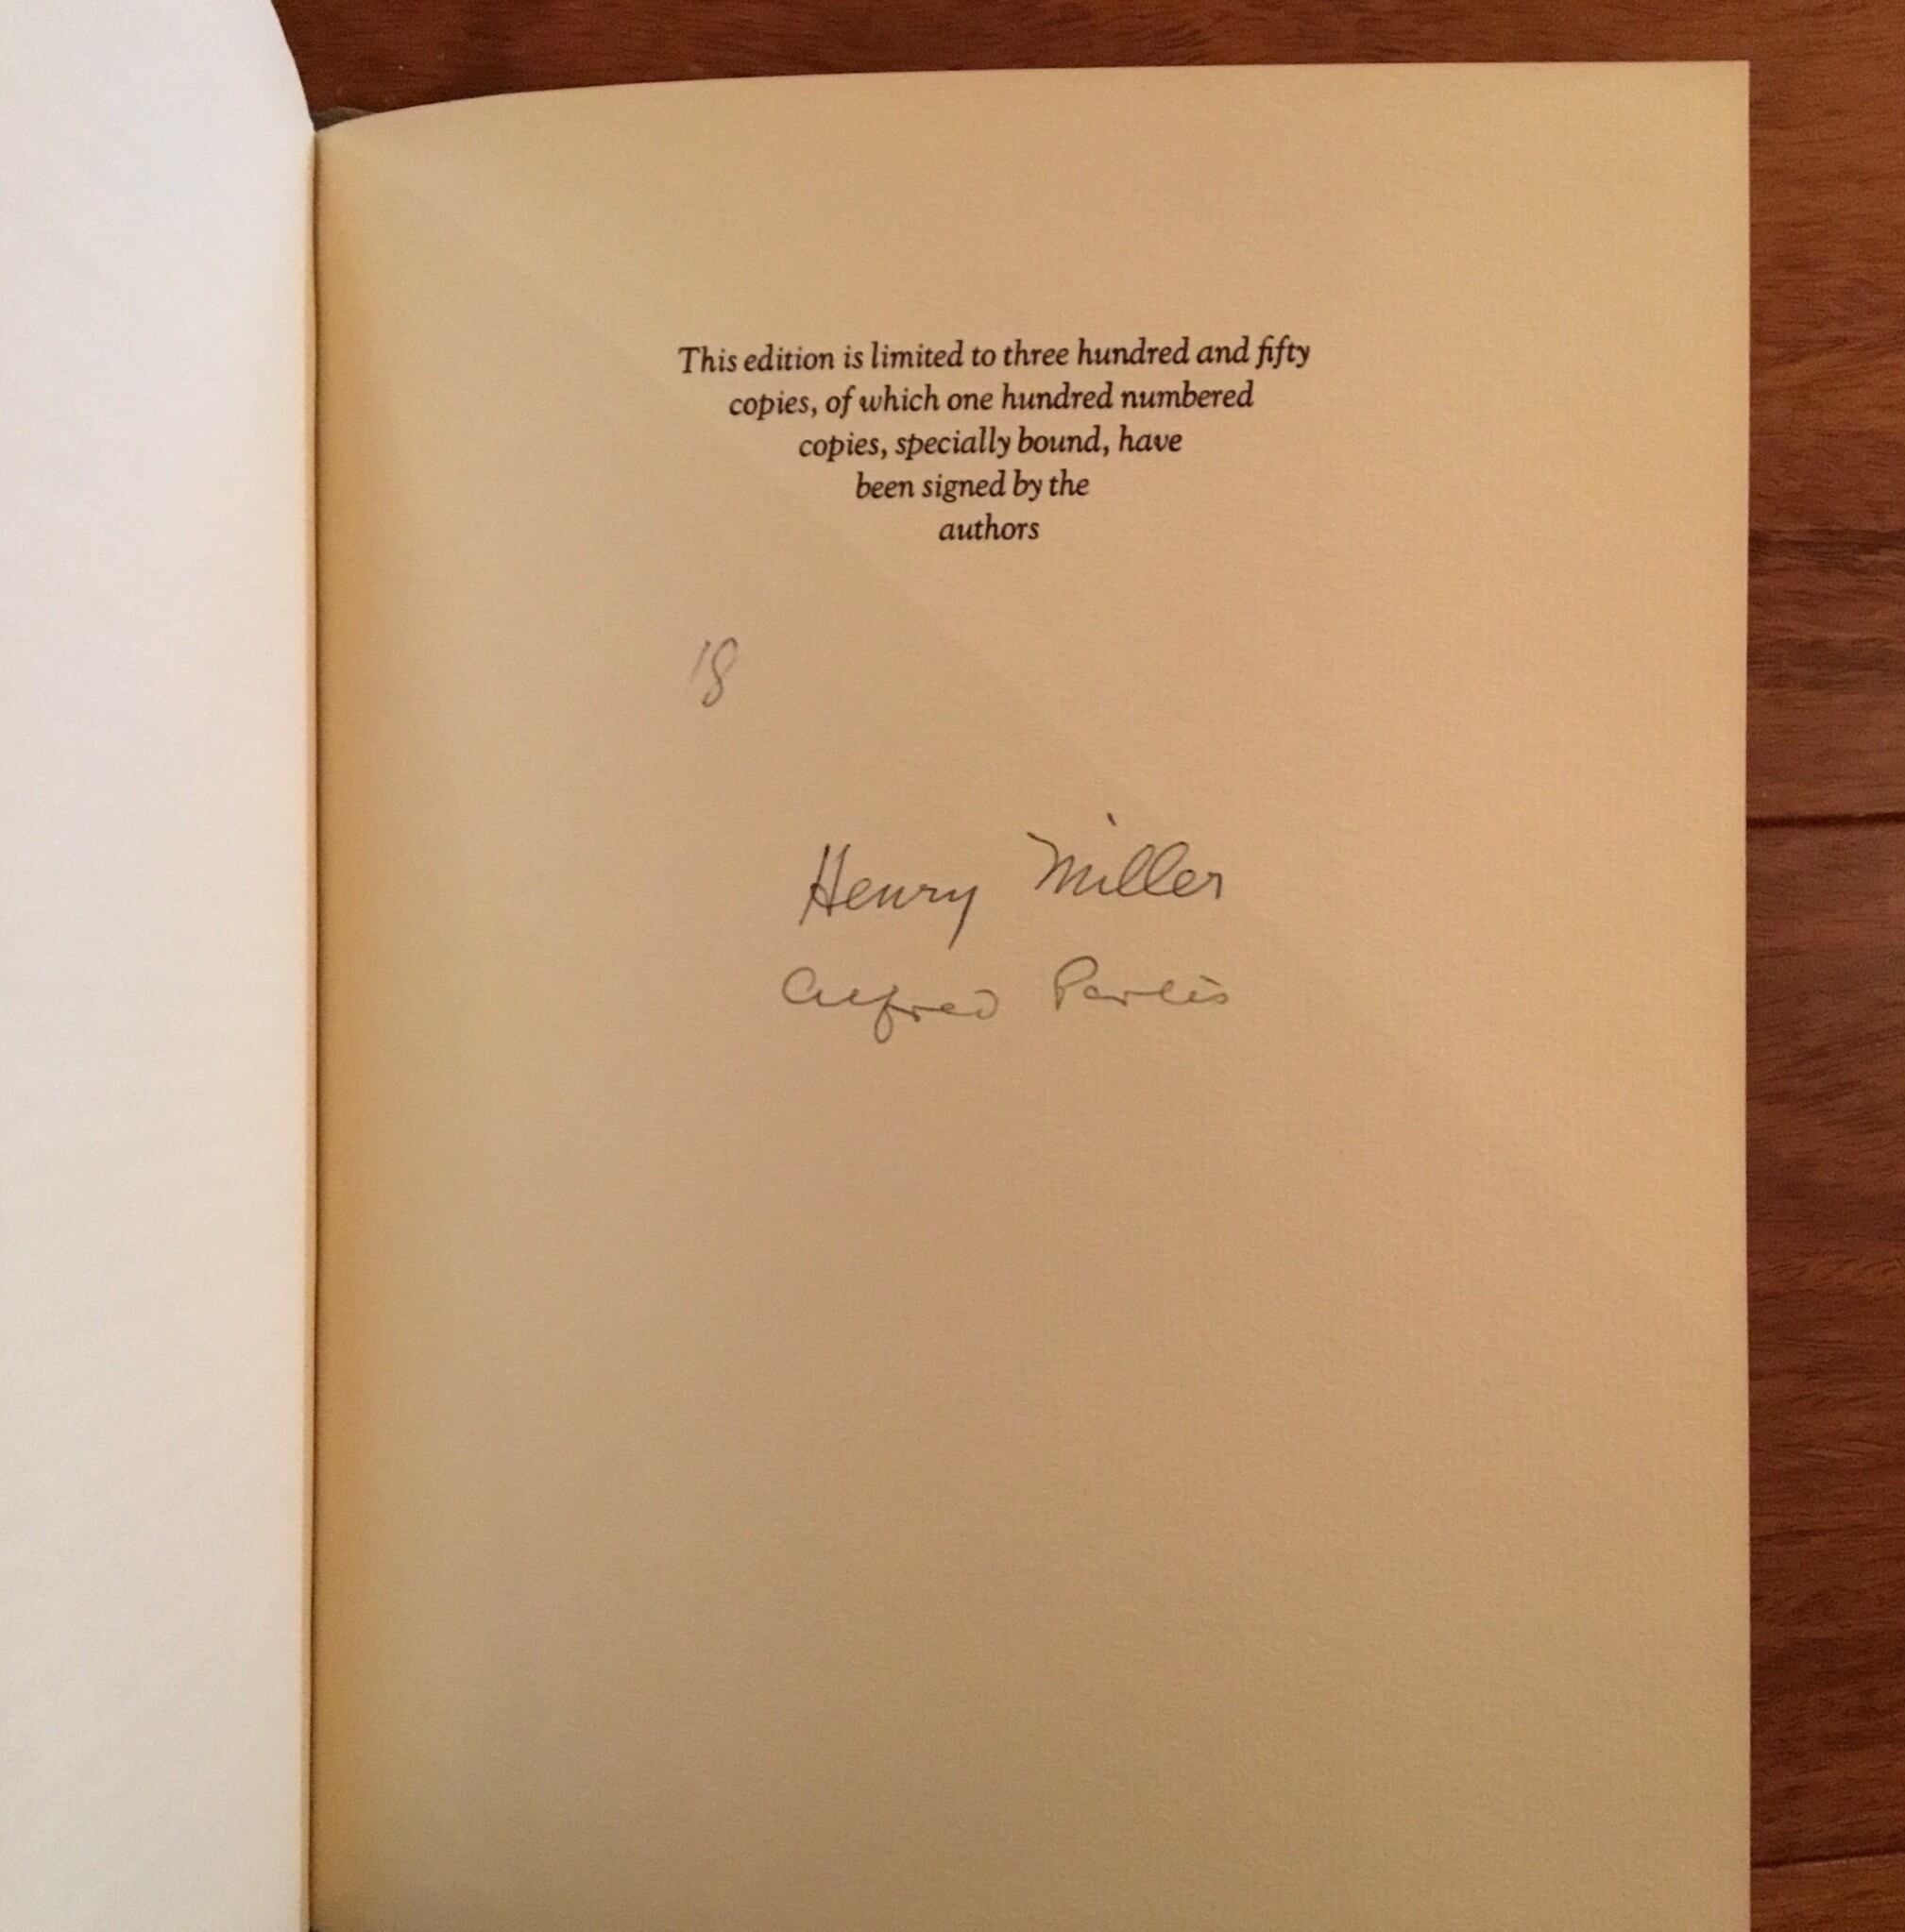 This edition is limited to three hundred and fifty
copies, of which one hundred numbered
copies, specially bound, have
been signed by the
authors
18
Henry Miller
Alfred Perlès